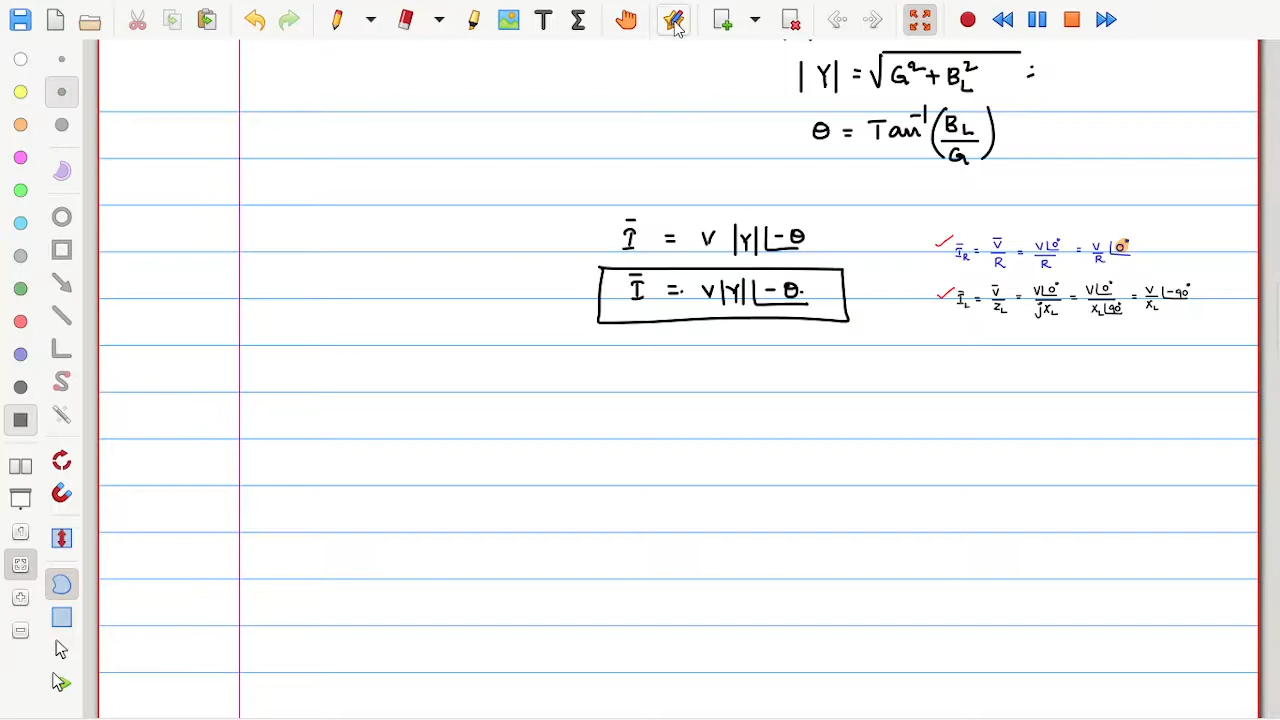 |Y| = √(G² + B_L²) :
θ = Tan⁻¹(B_L/G)
Ī = V |Y|∠-θ
Ī = V|Y|∠-θ.
Ī_R = V̄/R = V∠0°/R = V/R ∠0°
Ī_L = V̄/Z_L = V∠0°/jX_L = V∠0°/X_L∠90° = V/X_L ∠-90°